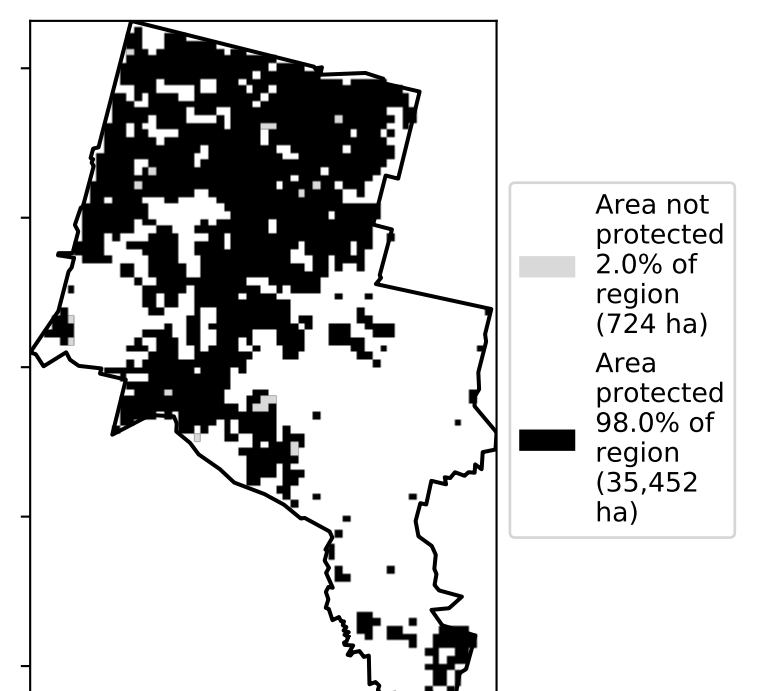 Area not
protected
2.0% of
region
(724 ha)
Area
protected
98.0% of
region
(35,452
ha)